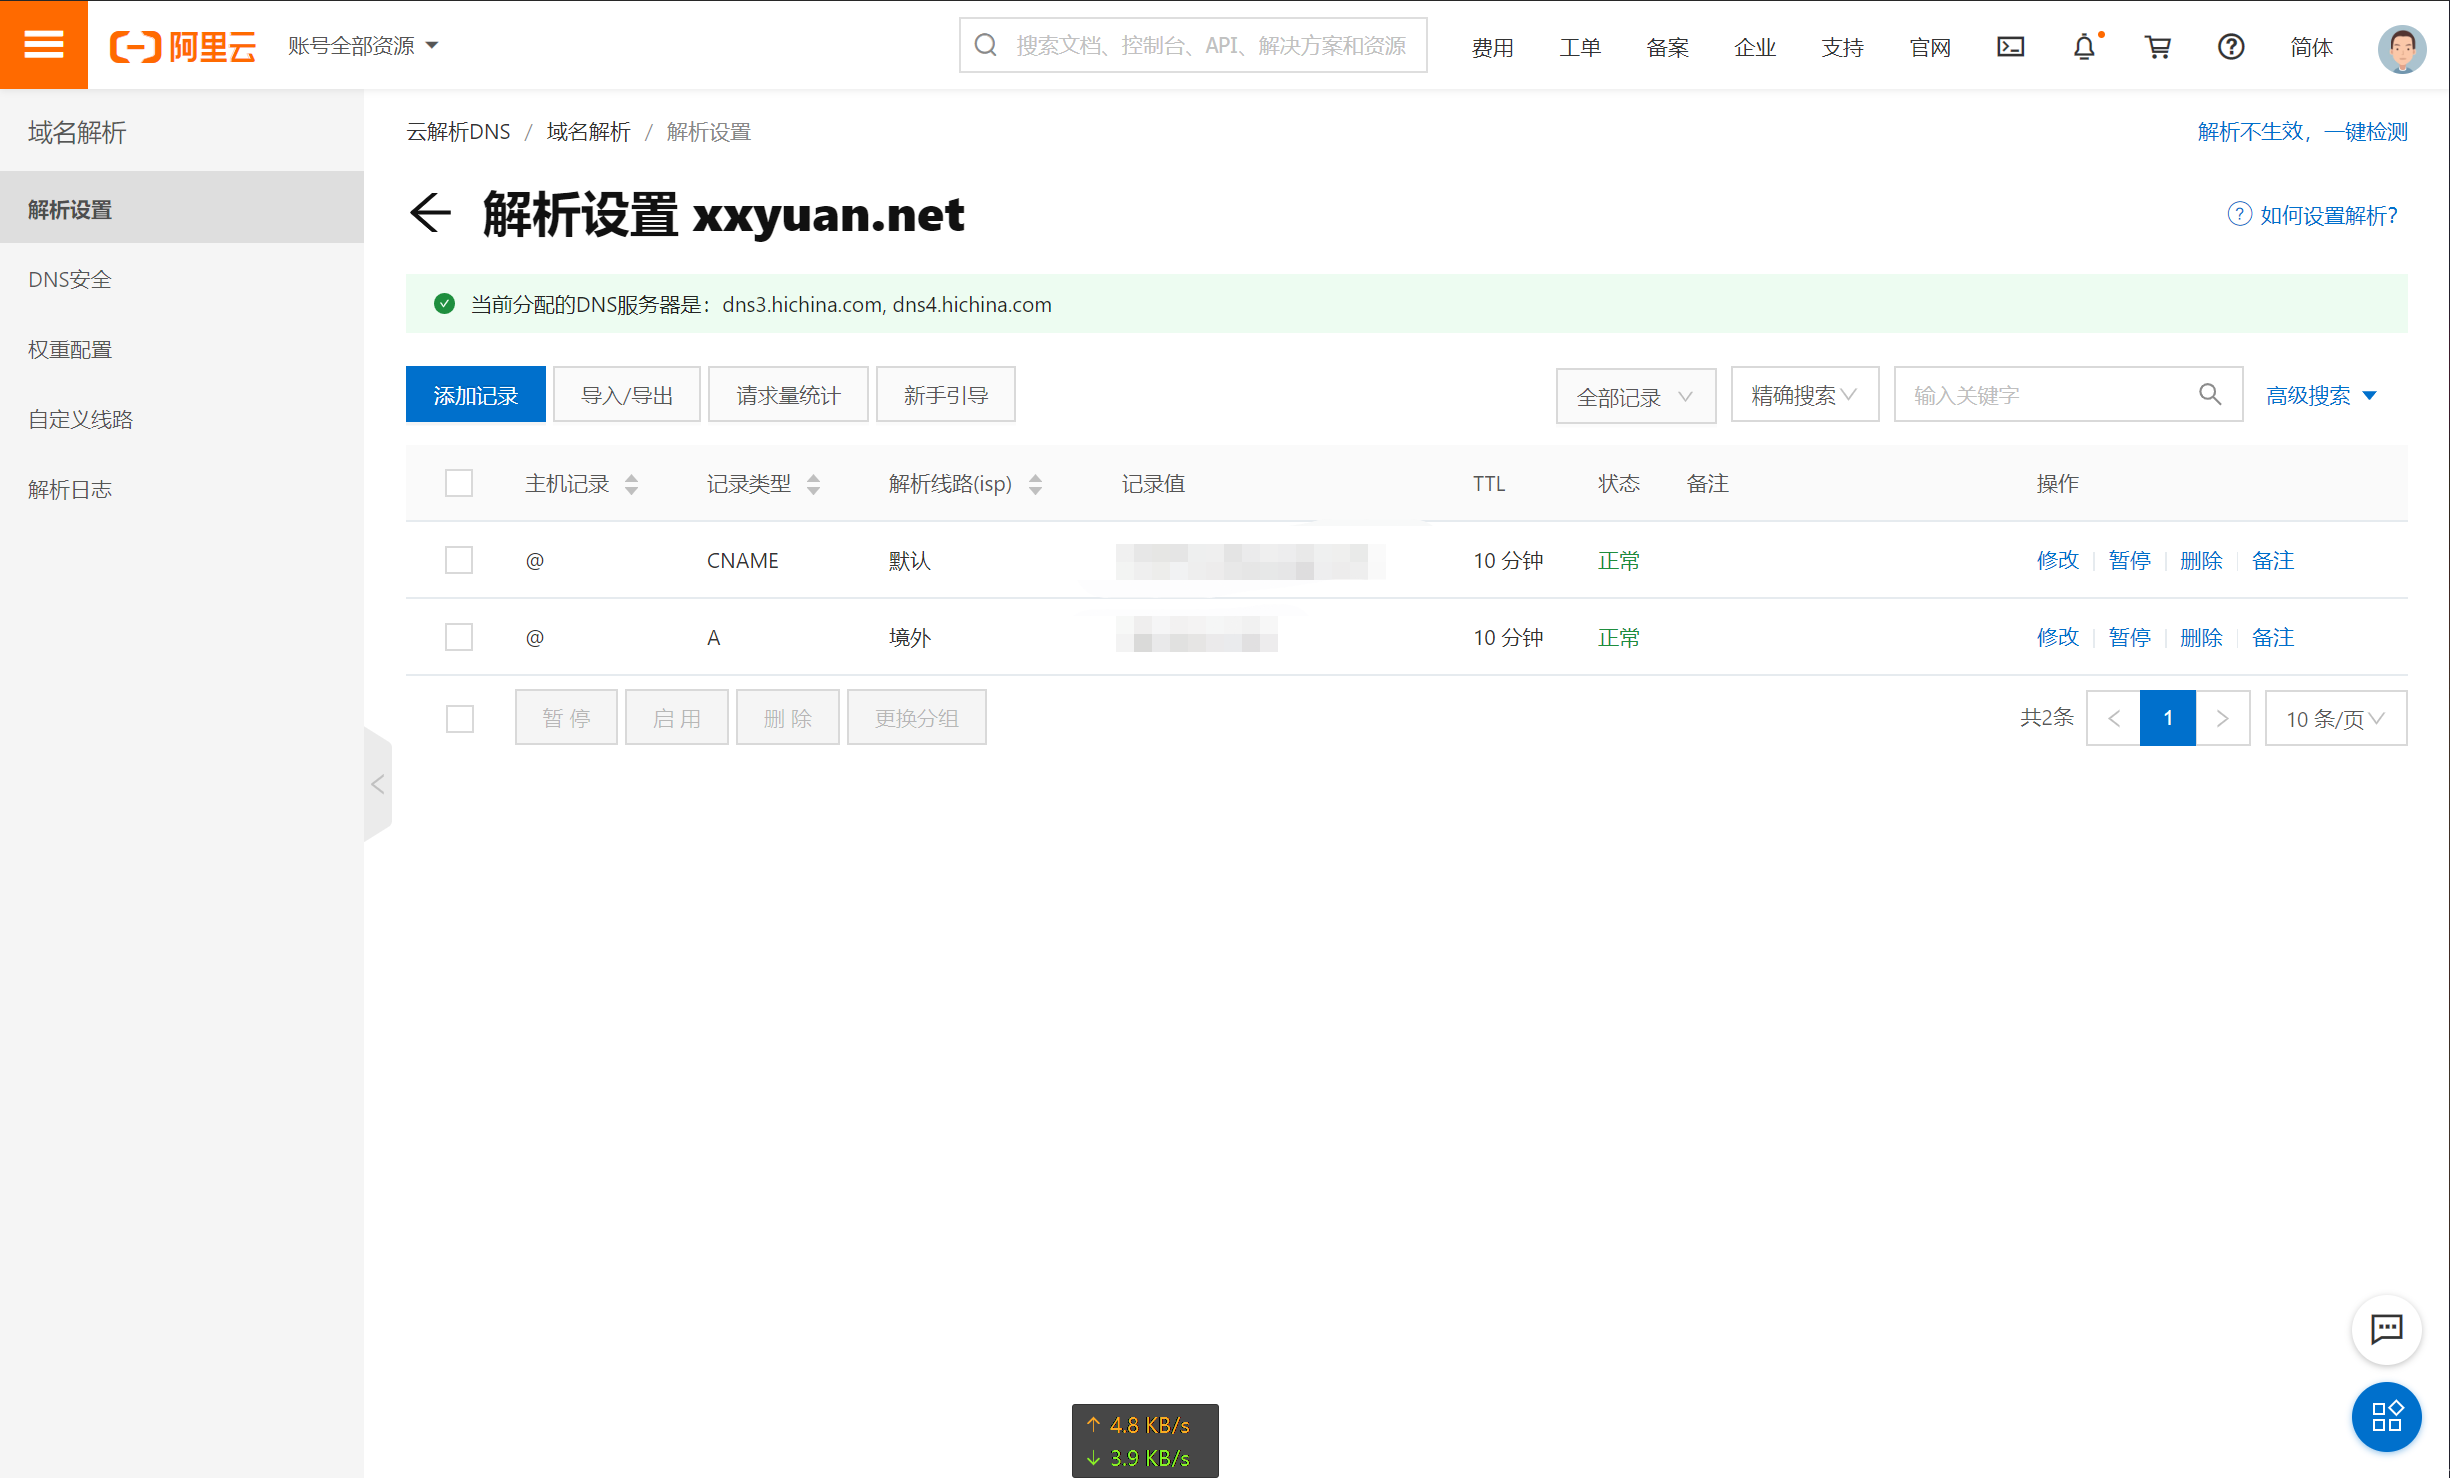 阿里云 账号全部资源 搜索文档、控制台、API、解决方案和资源 费用 工单 备案 企业 支持 官网 简体
域名解析
解析设置
DNS安全
权重配置
自定义线路
解析日志
云解析DNS / 域名解析 / 解析设置 解析不生效，一键检测
解析设置 xxyuan.net 如何设置解析?
当前分配的DNS服务器是：dns3.hichina.com, dns4.hichina.com
添加记录 导入/导出 请求量统计 新手引导 全部记录 精确搜索 输入关键字 高级搜索
主机记录 记录类型 解析线路(isp) 记录值 TTL 状态 备注 操作
@ CNAME 默认 10 分钟 正常 修改 暂停 删除 备注
@ A 境外 10 分钟 正常 修改 暂停 删除 备注
暂 停 启 用 删 除 更换分组 共2条 < 1 > 10 条/页
↑ 4.8 KB/s
↓ 3.9 KB/s